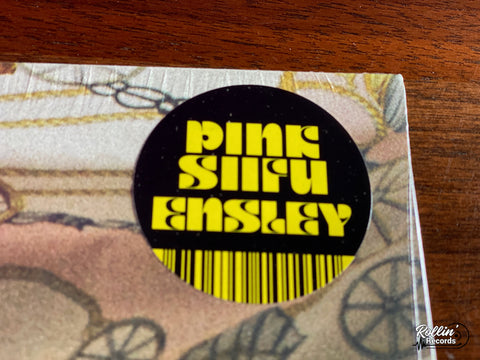 PINK
SIIFU
ENSLEY
Rollin'
Records